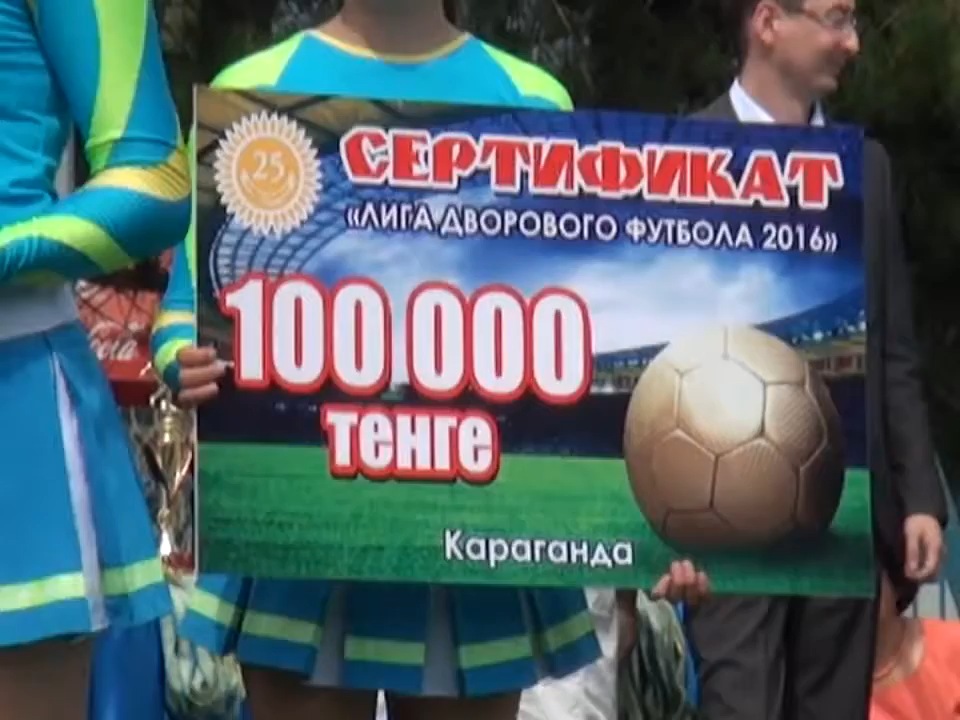 25
СЕРТИФИКАТ
«ЛИГА ДВОРОВОГО ФУТБОЛА 2016»
100 000
тенге
Караганда